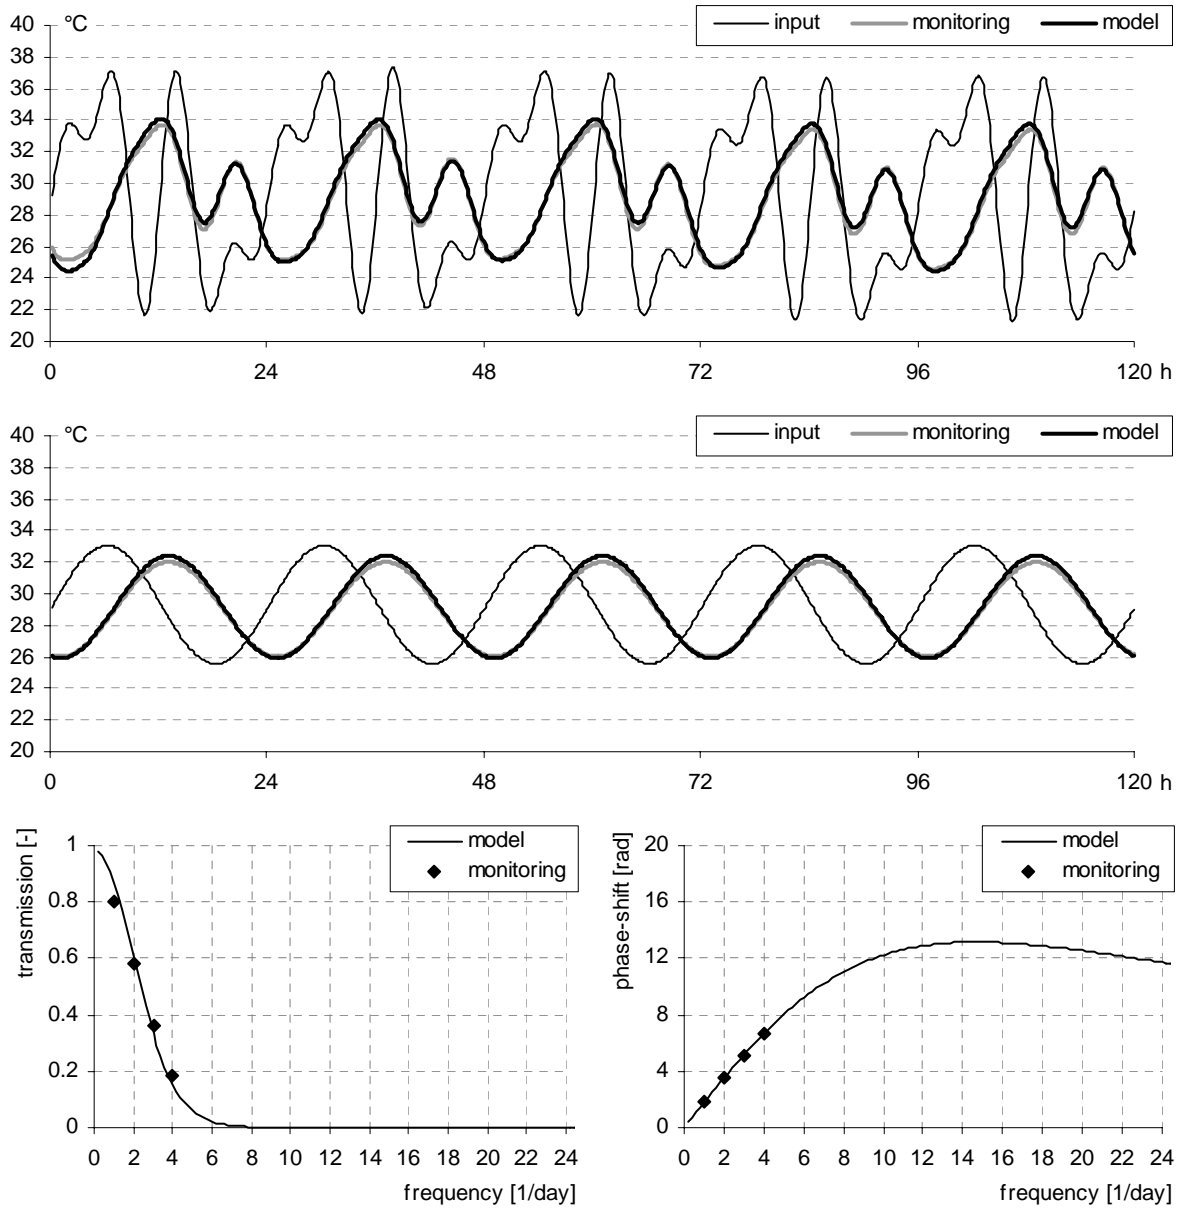 40
°C
input
monitoring
model
38
36
34
32
30
28
26
24
22
20
0
24
48
72
96
120 h
40
°C
input
monitoring
model
38
36
34
32
30
28
26
24
22
20
0
24
48
72
96
120 h
transmission [-]
1
0.8
0.6
0.4
0.2
0
model
monitoring
0 2 4 6 8 10 12 14 16 18 20 22 24
frequency [1/day]
phase-shift [rad]
20
16
12
8
4
0
model
monitoring
0 2 4 6 8 10 12 14 16 18 20 22 24
frequency [1/day]